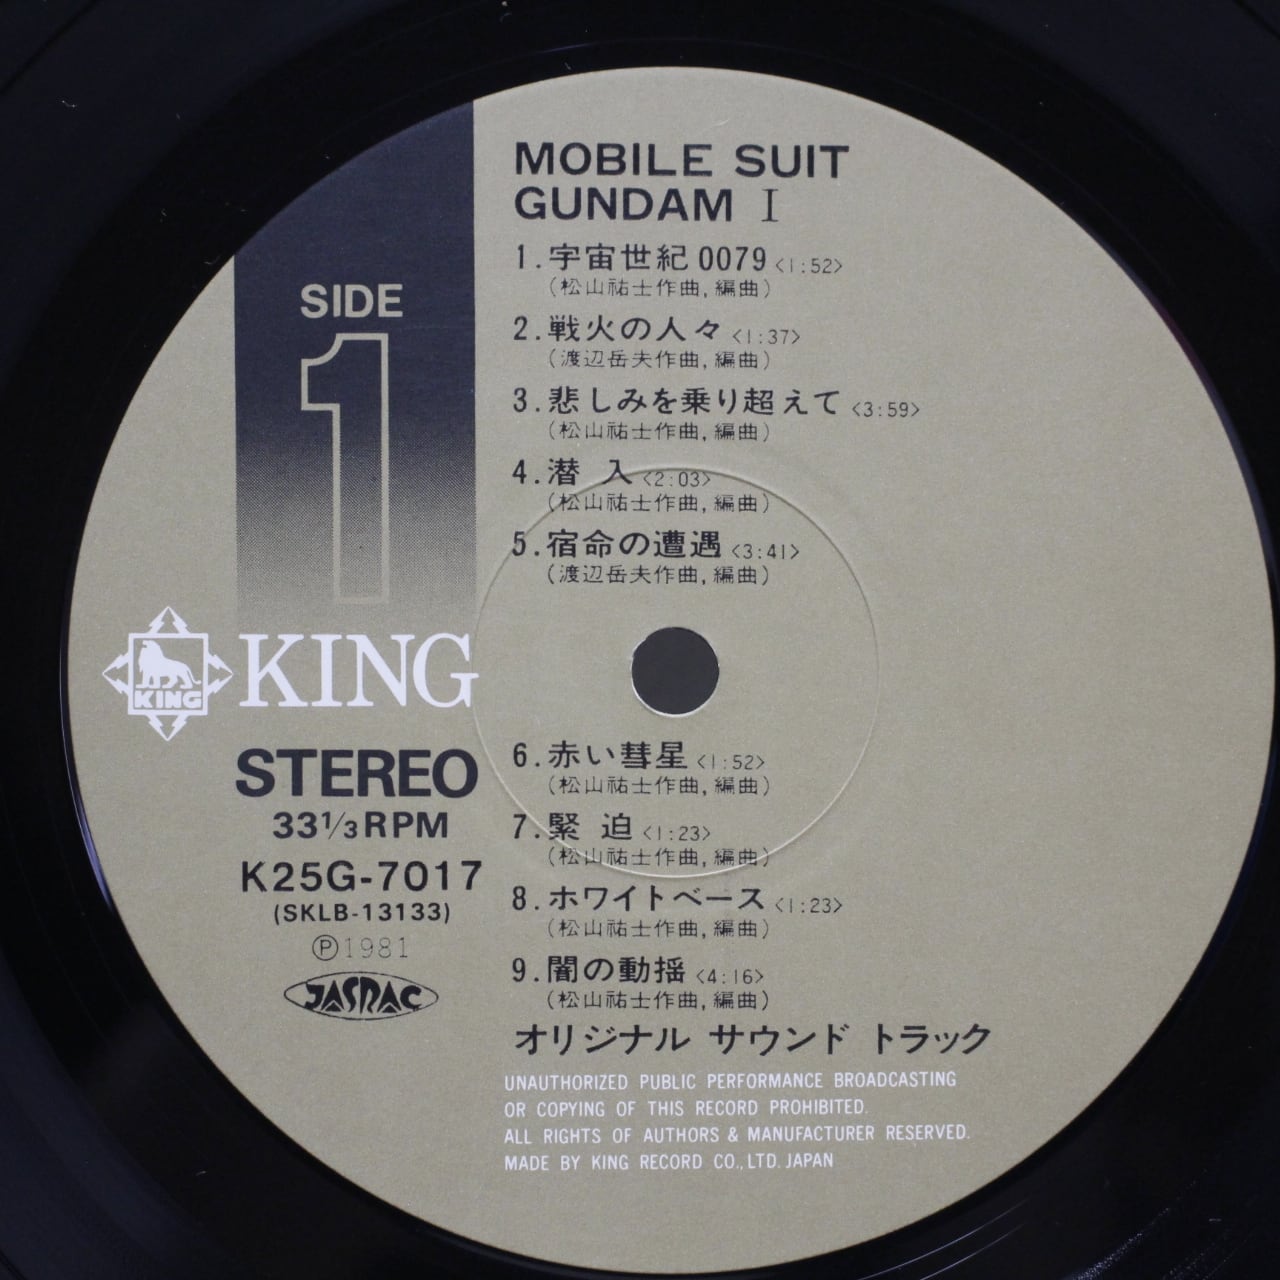 MOBILE SUIT
GUNDAM I
1.宇宙世紀0079<1:52>
(松山祐士作曲,編曲)
2.戦火の人々<1:37>
(渡辺岳夫作曲,編曲)
3.悲しみを乗り超えて<3:59>
(松山祐士作曲,編曲)
4.潜 入<2:03>
(松山祐士作曲,編曲)
5.宿命の遭遇<3:41>
(渡辺岳夫作曲,編曲)
SIDE
1
KING
KING
STEREO
33 1/3 RPM
K25G-7017
(SKLB-13133)
Ⓟ1981
JASRAC
6.赤い彗星<1:52>
(松山祐士作曲,編曲)
7.緊 迫<1:23>
(松山祐士作曲,編曲)
8.ホワイトベース<1:23>
(松山祐士作曲,編曲)
9.闇の動揺<4:16>
(松山祐士作曲,編曲)
オリジナル サウンド トラック
UNAUTHORIZED PUBLIC PERFORMANCE BROADCASTING
OR COPYING OF THIS RECORD PROHIBITED.
ALL RIGHTS OF AUTHORS & MANUFACTURER RESERVED.
MADE BY KING RECORD CO.,LTD. JAPAN